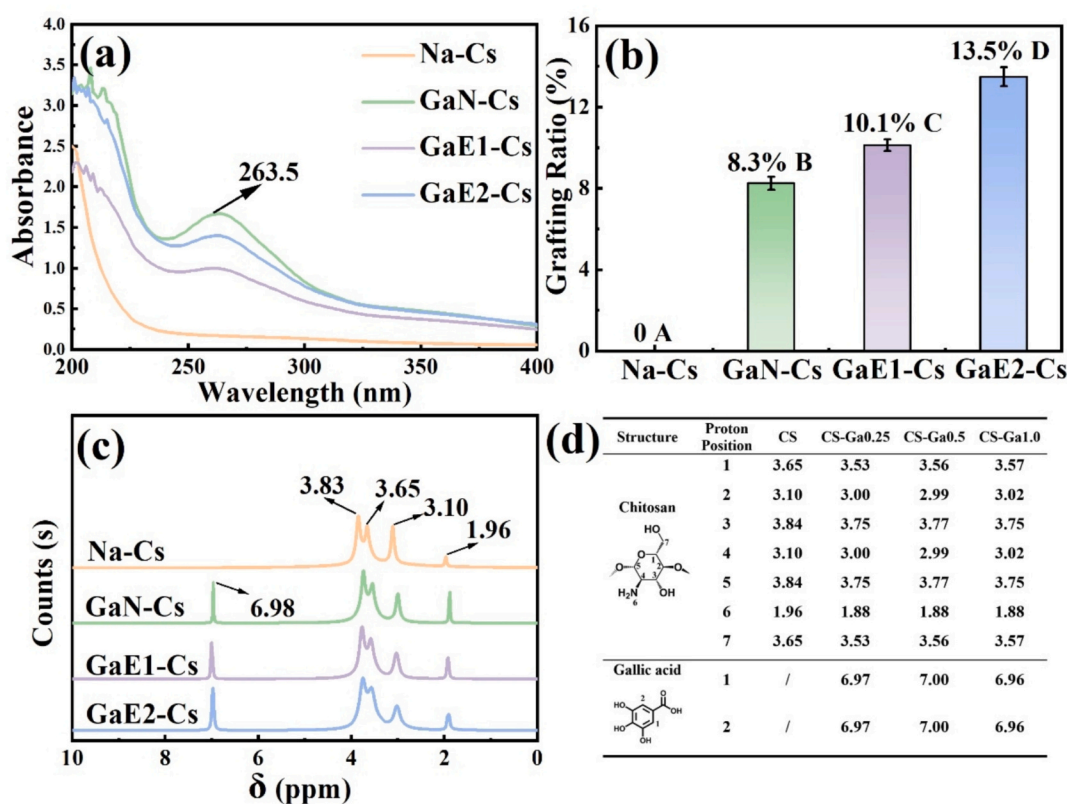 (a)
Na-Cs
GaN-Cs
GaE1-Cs
GaE2-Cs
263.5
4.0
3.5
3.0
2.5
2.0
1.5
1.0
0.5
0.0
Absorbance
200 250 300 350 400
Wavelength (nm)
(b)
16
12
8
4
0
Grafting Ratio (%)
0 A
8.3% B
10.1% C
13.5% D
Na-Cs GaN-Cs GaE1-Cs GaE2-Cs
(c)
3.83
3.65
3.10
1.96
6.98
Na-Cs
GaN-Cs
GaE1-Cs
GaE2-Cs
Counts (s)
10 8 6 4 2 0
δ (ppm)
(d)
Structure Proton Position CS CS-Ga0.25 CS-Ga0.5 CS-Ga1.0
1 3.65 3.53 3.56 3.57
2 3.10 3.00 2.99 3.02
Chitosan
3 3.84 3.75 3.77 3.75
HO
7
4 3.10 3.00 2.99 3.02
O 1
O 5 2 O
4 3
5 3.84 3.75 3.77 3.75
H2N OH
6
6 1.96 1.88 1.88 1.88
7 3.65 3.53 3.56 3.57
Gallic acid
1 / 6.97 7.00 6.96
2 O
HO
OH
HO 1
OH
2 / 6.97 7.00 6.96